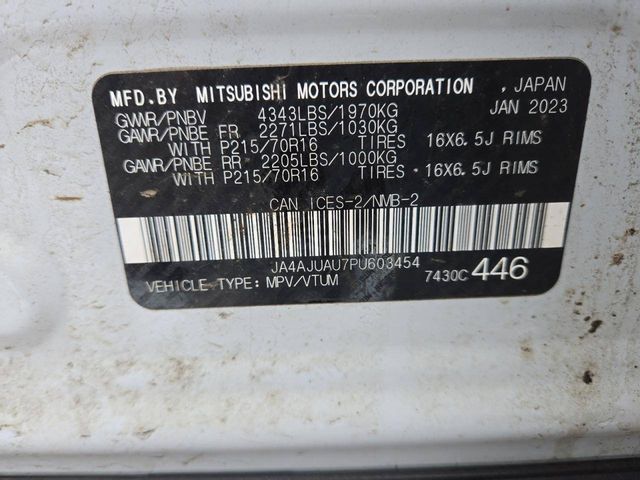 MFD.BY MITSUBISHI MOTORS CORPORATION , JAPAN
GVWR/PNBV 4343LBS/1970KG JAN 2023
GAWR/PNBE FR 2271LBS/1030KG
WITH P215/70R16 TIRES 16X6.5J RIMS
GAWR/PNBE RR 2205LBS/1000KG
WITH P215/70R16 TIRES 16X6.5J RIMS
CAN ICES-2/NMB-2
JA4AJUAU7PU603454
VEHICLE TYPE: MPV/VTUM 7430C 446